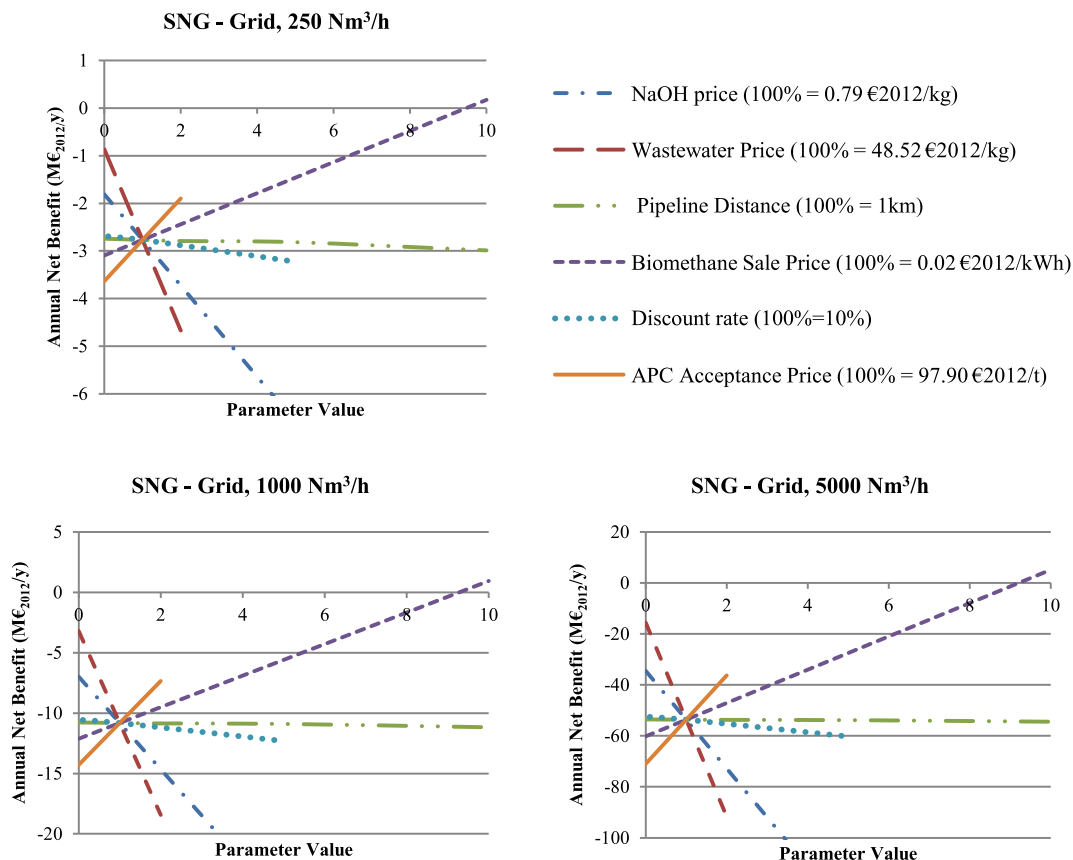 SNG - Grid, 250 Nm³/h
Annual Net Benefit (M€2012/y)
1
0
-1
-2
-3
-4
-5
-6
0 2 4 6 8 10
Parameter Value
NaOH price (100% = 0.79 €2012/kg)
Wastewater Price (100% = 48.52 €2012/kg)
Pipeline Distance (100% = 1km)
Biomethane Sale Price (100% = 0.02 €2012/kWh)
Discount rate (100%=10%)
APC Acceptance Price (100% = 97.90 €2012/t)
SNG - Grid, 1000 Nm³/h
Annual Net Benefit (M€2012/y)
5
0
-5
-10
-15
-20
0 2 4 6 8 10
Parameter Value
SNG - Grid, 5000 Nm³/h
Annual Net Benefit (M€2012/y)
20
0
-20
-40
-60
-80
-100
0 2 4 6 8 10
Parameter Value